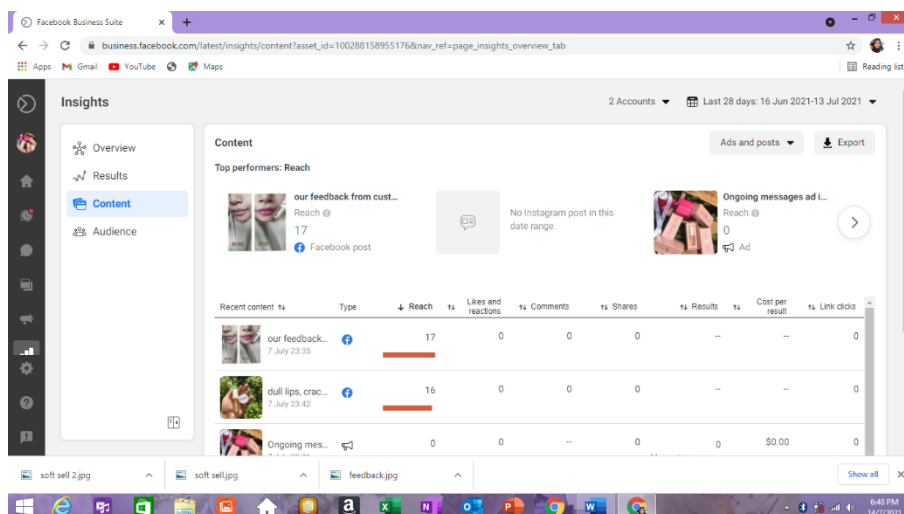 Facebook Business Suite
business.facebook.com/latest/insights/content?asset_id=100288158955176&nav_ref=page_insights_overview_tab
Apps Gmail YouTube Maps Reading list
Insights 2 Accounts Last 28 days: 16 Jun 2021-13 Jul 2021
Overview
Results
Content
Audience
Content Ads and posts Export
Top performers: Reach
our feedback from cust...
Reach
17
Facebook post
No Instagram post in this
date range.
Ongoing messages ad i...
Reach
0
Ad
Recent content Type Reach Likes and reactions Comments Shares Results Cost per result Link clicks
our feedback... 17 0 0 0 -- -- 0
7 July 23:35
dull lips, crac... 16 0 0 0 -- -- 0
7 July 23:42
Ongoing mes... 0 0 -- 0 0 $0.00 0
soft sell 2.jpg soft sell.jpg feedback.jpg Show all
6:48 PM
14/7/2021